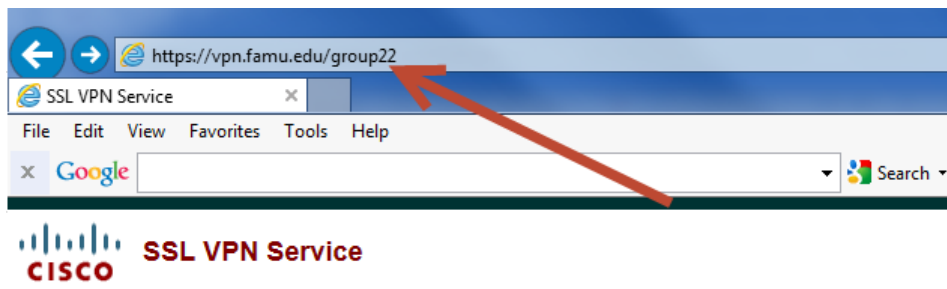 https://vpn.famu.edu/group22
SSL VPN Service
File Edit View Favorites Tools Help
x Google Search
CISCO SSL VPN Service